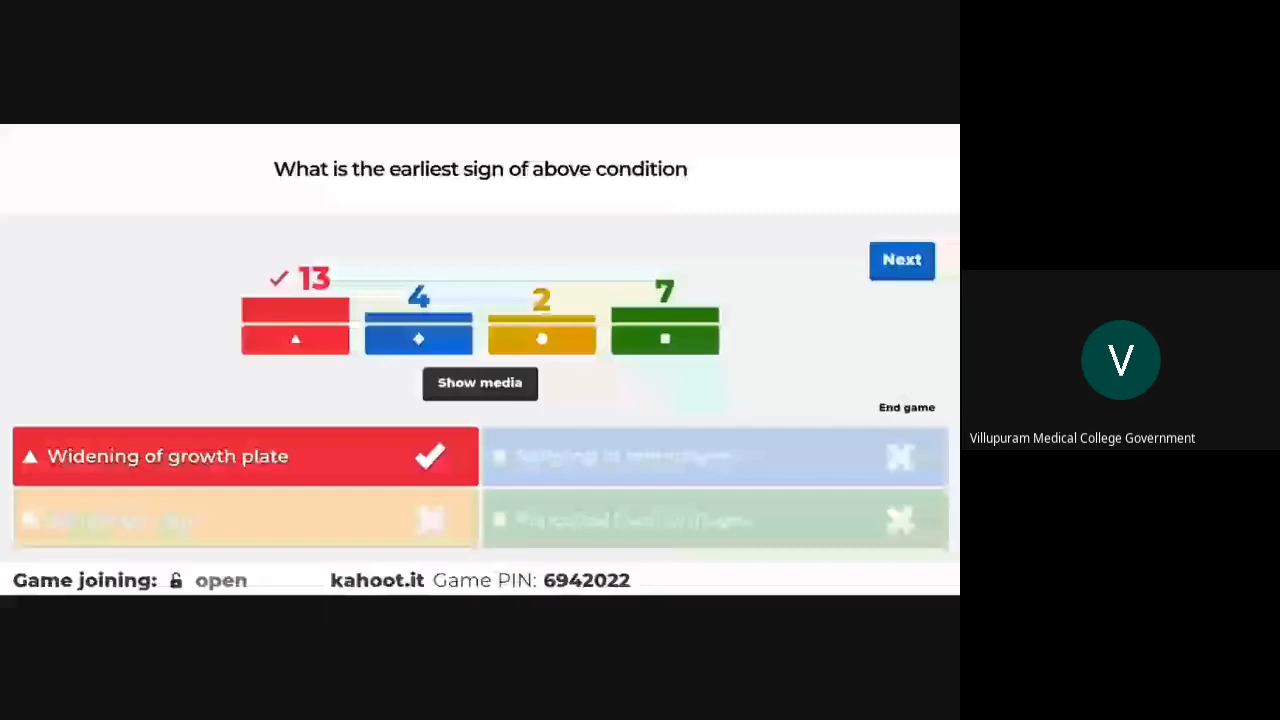 What is the earliest sign of above condition
Next
13
4
2
7
Show media
End game
Widening of growth plate
Game joining: open kahoot.it Game PIN: 6942022
V
Villupuram Medical College Government